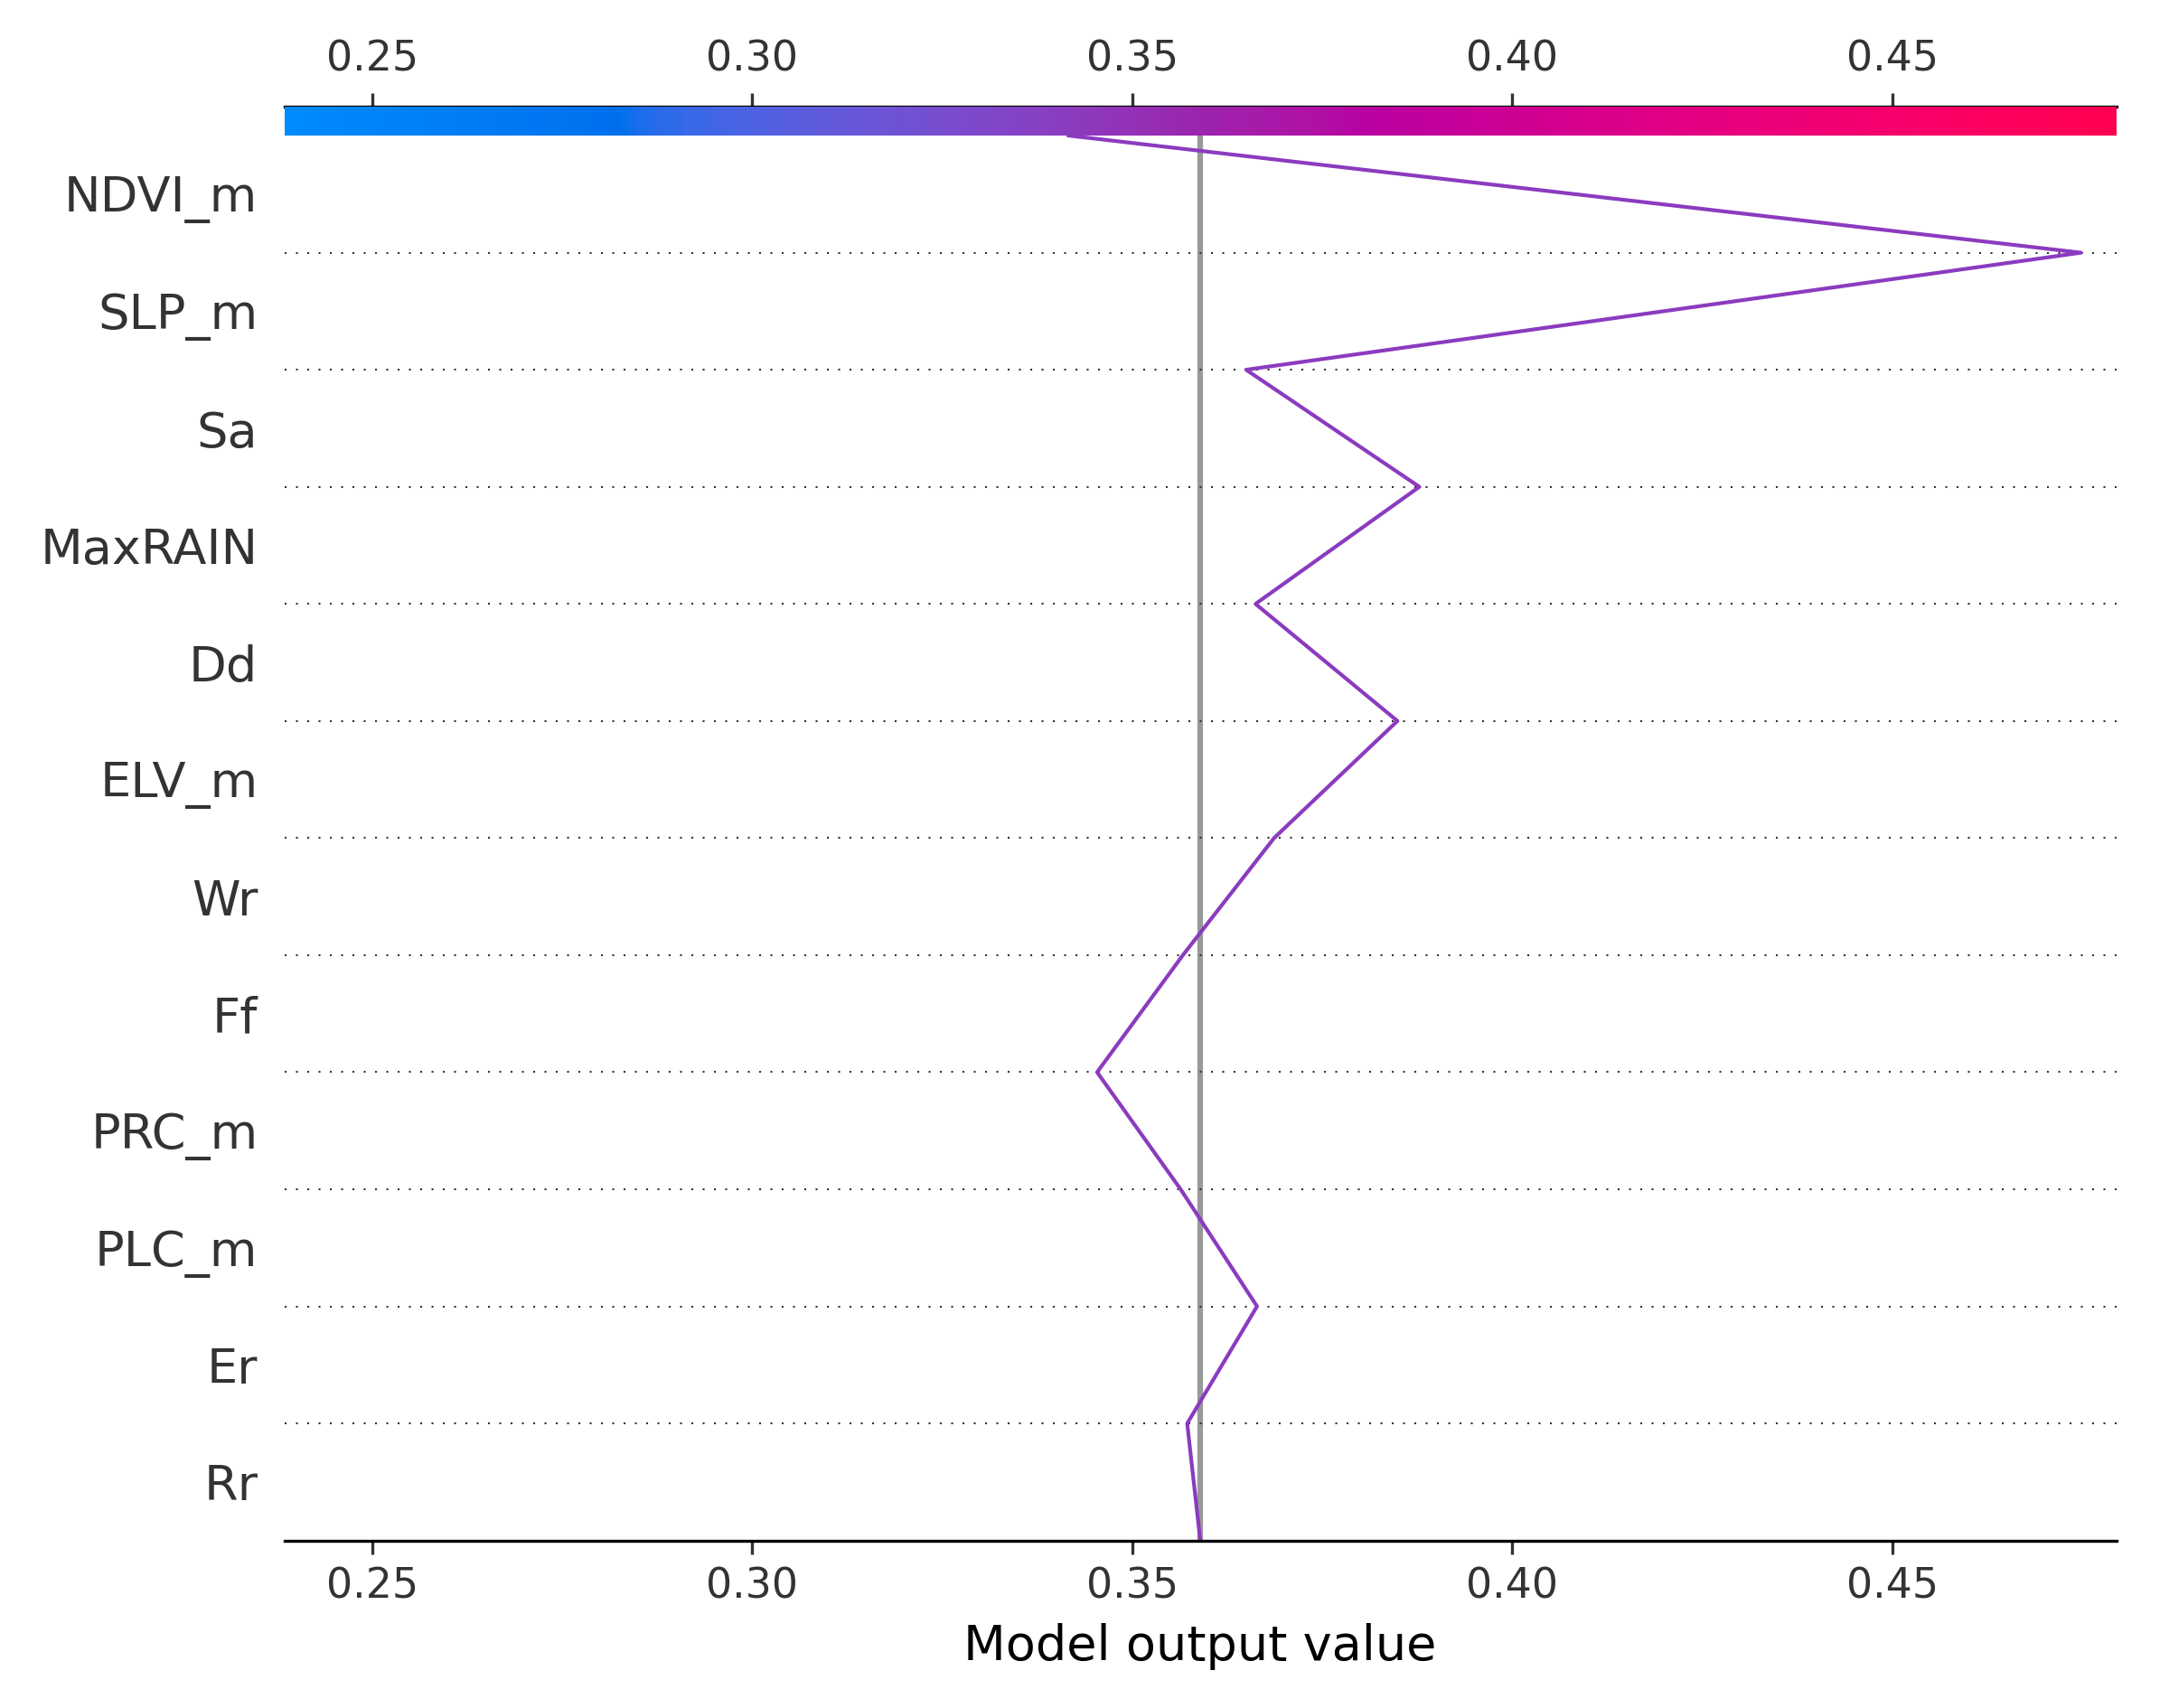 0.25 0.30 0.35 0.40 0.45
NDVI_m
SLP_m
Sa
MaxRAIN
Dd
ELV_m
Wr
Ff
PRC_m
PLC_m
Er
Rr
0.25 0.30 0.35 0.40 0.45
Model output value